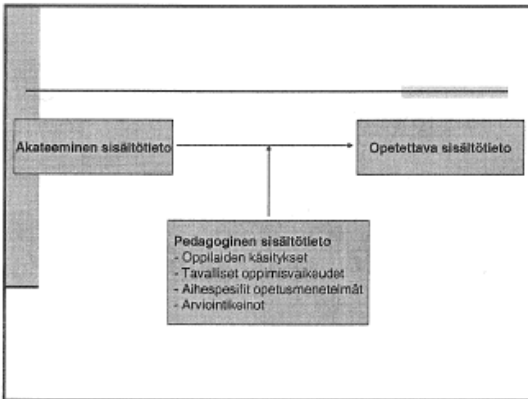 Akateeminen sisältötieto
Opetettava sisältötieto
Pedagoginen sisältötieto
- Oppilaiden käsitykset
- Tavalliset oppimisvaikeudet
- Aihespesifit opetusmenetelmät
- Arviointikeinot